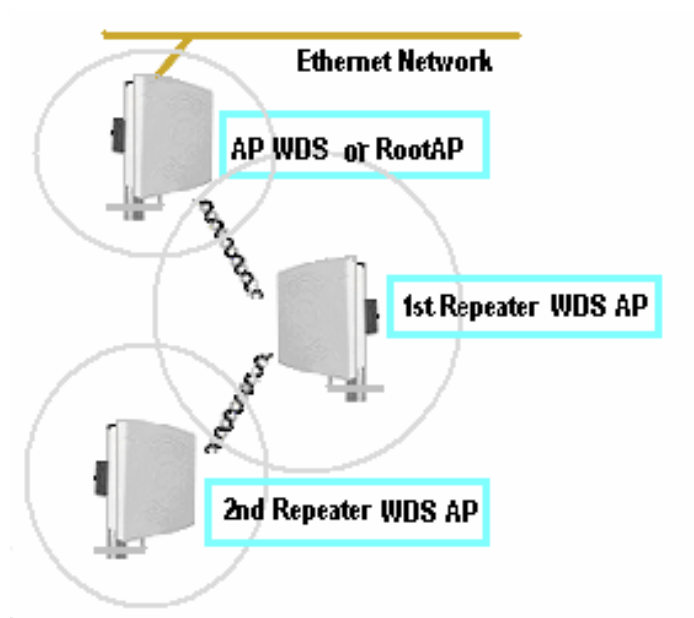 Ethernet Network
AP WDS or RootAP
1st Repeater WDS AP
2nd Repeater WDS AP